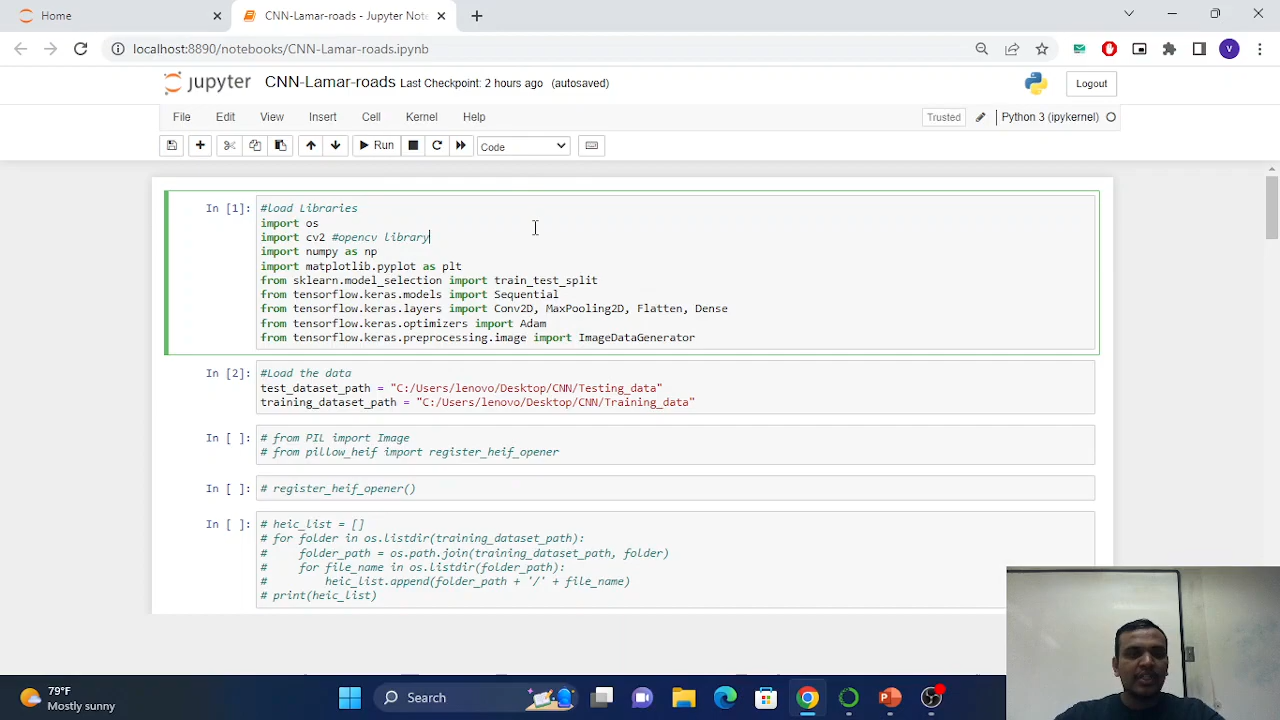 Home
CNN-Lamar-roads - Jupyter Note
localhost:8890/notebooks/CNN-Lamar-roads.ipynb
V
jupyter CNN-Lamar-roads Last Checkpoint: 2 hours ago (autosaved)
Logout
File Edit View Insert Cell Kernel Help
Trusted Python 3 (ipykernel)
Run Code
In [1]: #load Libraries
import os
import cv2 #opencv library
import numpy as np
import matplotlib.pyplot as plt
from sklearn.model_selection import train_test_split
from tensorflow.keras.models import Sequential
from tensorflow.keras.layers import Conv2D, MaxPooling2D, Flatten, Dense
from tensorflow.keras.optimizers import Adam
from tensorflow.keras.preprocessing.image import ImageDataGenerator
In [2]: #Load the data
test_dataset_path = "C:/Users/lenovo/Desktop/CNN/Testing_data"
training_dataset_path = "C:/Users/lenovo/Desktop/CNN/Training_data"
In [ ]: # from PIL import Image
# from pillow_heif import register_heif_opener
In [ ]: # register_heif_opener()
In [ ]: # heic_list = []
# for folder in os.listdir(training_dataset_path):
#     folder_path = os.path.join(training_dataset_path, folder)
#     for file_name in os.listdir(folder_path):
#         heic_list.append(folder_path + '/' + file_name)
# print(heic_list)
79°F
Mostly sunny
Search